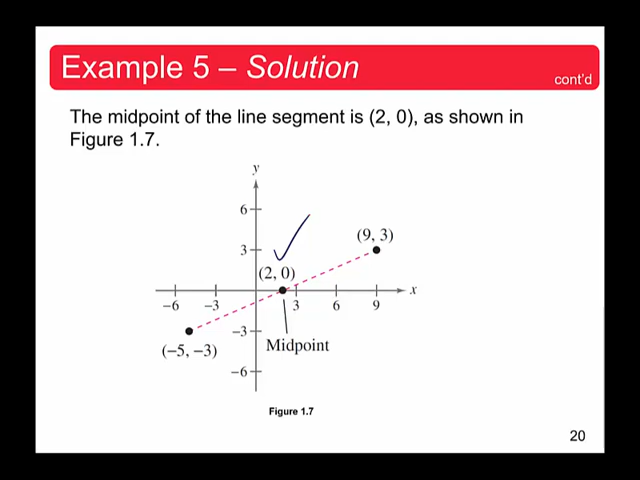 Example 5 – Solution
cont'd
The midpoint of the line segment is (2, 0), as shown in
Figure 1.7.
y
6
3
(9, 3)
(2, 0)
x
−6
−3
3
6
9
−3
(−5, −3)
Midpoint
−6
Figure 1.7
20